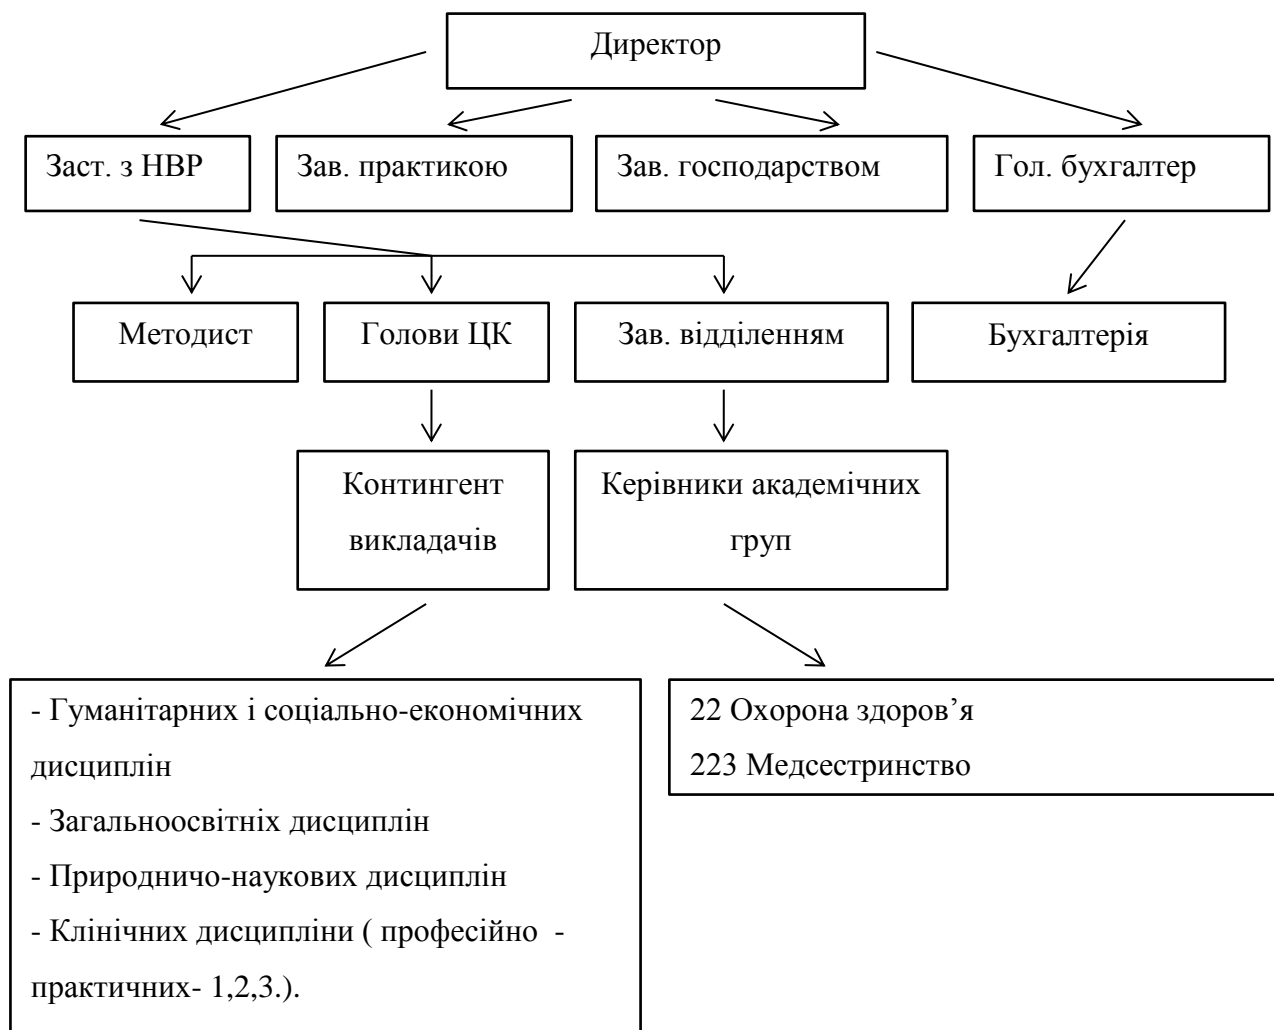 Директор
Заст. з НВР
Зав. практикою
Зав. господарством
Гол. бухгалтер
Методист
Голови ЦК
Зав. відділенням
Бухгалтерія
Контингент
викладачів
Керівники академічних
груп
- Гуманітарних і соціально-економічних
дисциплін
- Загальноосвітніх дисциплін
- Природничо-наукових дисциплін
- Клінічних дисципліни ( професійно -
практичних- 1,2,3.).
22 Охорона здоров’я
223 Медсестринство